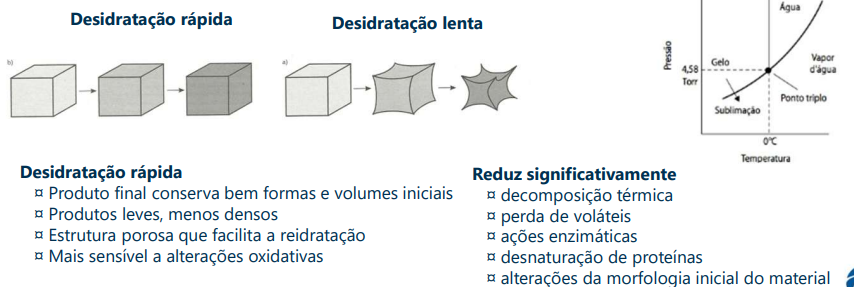 Desidratação rápida
Desidratação lenta
b)
a)
Pressão
Água
Gelo
Vapor
d'água
4,58
Torr
Ponto triplo
Sublimação
0°C
Temperatura
Desidratação rápida
¤ Produto final conserva bem formas e volumes iniciais
¤ Produtos leves, menos densos
¤ Estrutura porosa que facilita a reidratação
¤ Mais sensível a alterações oxidativas
Reduz significativamente
¤ decomposição térmica
¤ perda de voláteis
¤ ações enzimáticas
¤ desnaturação de proteínas
¤ alterações da morfologia inicial do material